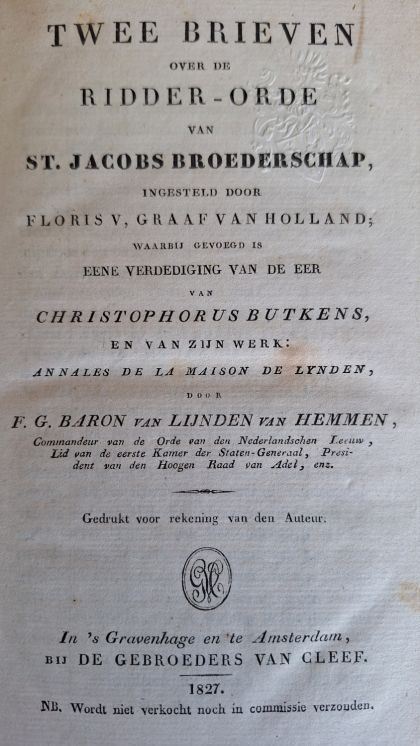 TWEE BRIEVEN
OVER DE
RIDDER-ORDE
VAN
ST. JACOBS BROEDERSCHAP,
INGESTELD DOOR
FLORIS V, GRAAF VAN HOLLAND;
WAARBIJ GEVOEGD IS
EENE VERDEDIGING VAN DE EER
VAN
CHRISTOPHORUS BUTKENS,
EN VAN ZIJN WERK:
ANNALES DE LA MAISON DE LYNDEN,
DOOR
F. G. BARON VAN LIJNDEN VAN HEMMEN,
Commandeur van de Orde van den Nederlandschen Leeuw,
Lid van de eerste Kamer der Staten-Generaal, Presi-
dent van den Hoogen Raad van Adel, enz.
Gedrukt voor rekening van den Auteur.
In 's Gravenhage en te Amsterdam,
BIJ DE GEBROEDERS VAN CLEEF.
1827.
NB. Wordt niet verkocht noch in commissie verzonden.